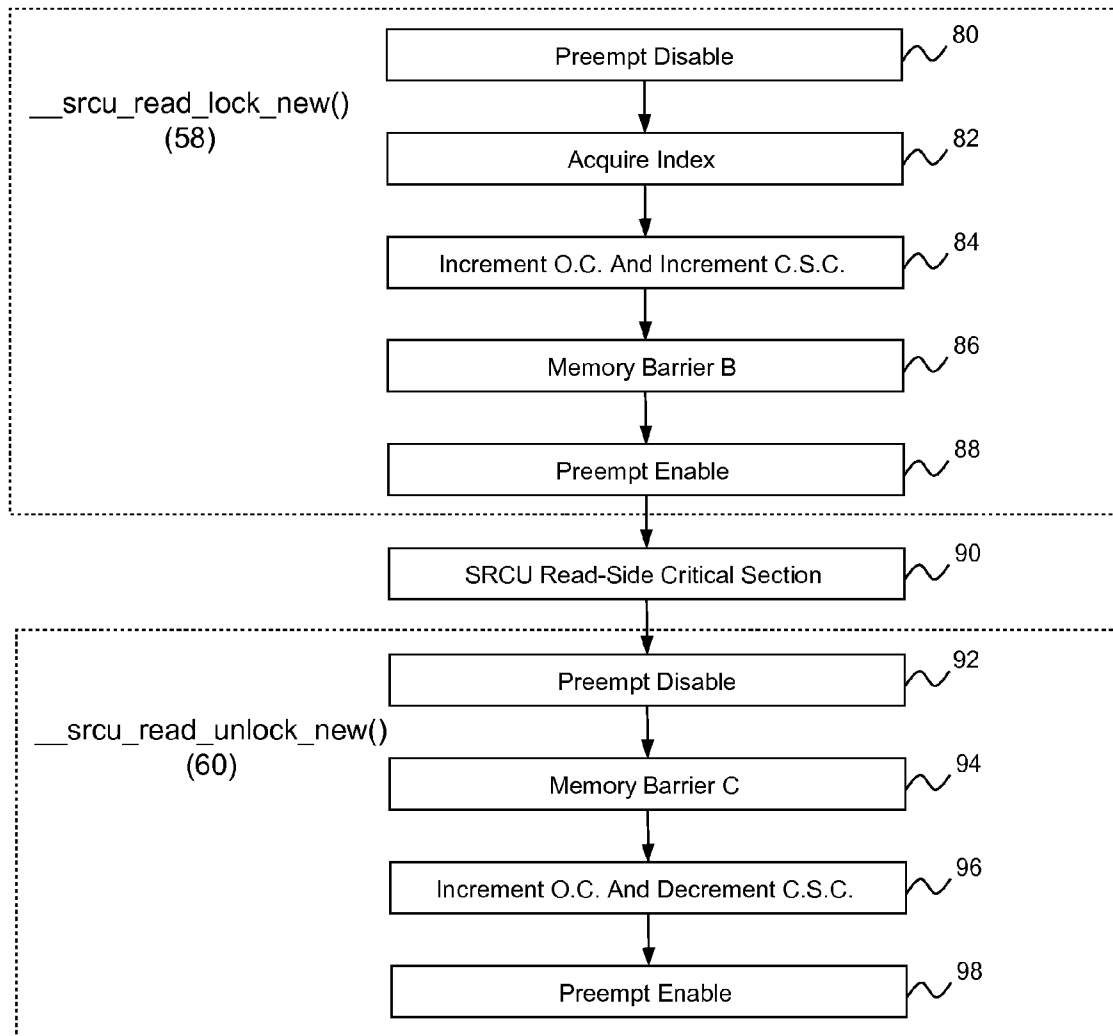 80
Preempt Disable
__srcu_read_lock_new()
(58)
82
Acquire Index
84
Increment O.C. And Increment C.S.C.
86
Memory Barrier B
88
Preempt Enable
90
SRCU Read-Side Critical Section
92
Preempt Disable
__srcu_read_unlock_new()
(60)
94
Memory Barrier C
96
Increment O.C. And Decrement C.S.C.
98
Preempt Enable